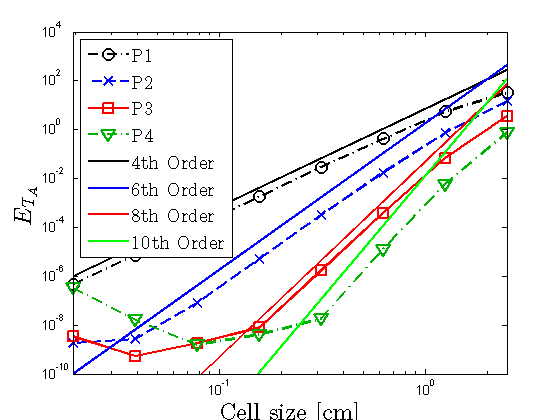 10^4
10^2
10^0
10^-2
10^-4
10^-6
10^-8
10^-10
E_{T_A}
P1
P2
P3
P4
4th Order
6th Order
8th Order
10th Order
10^-1
10^0
Cell size [cm]